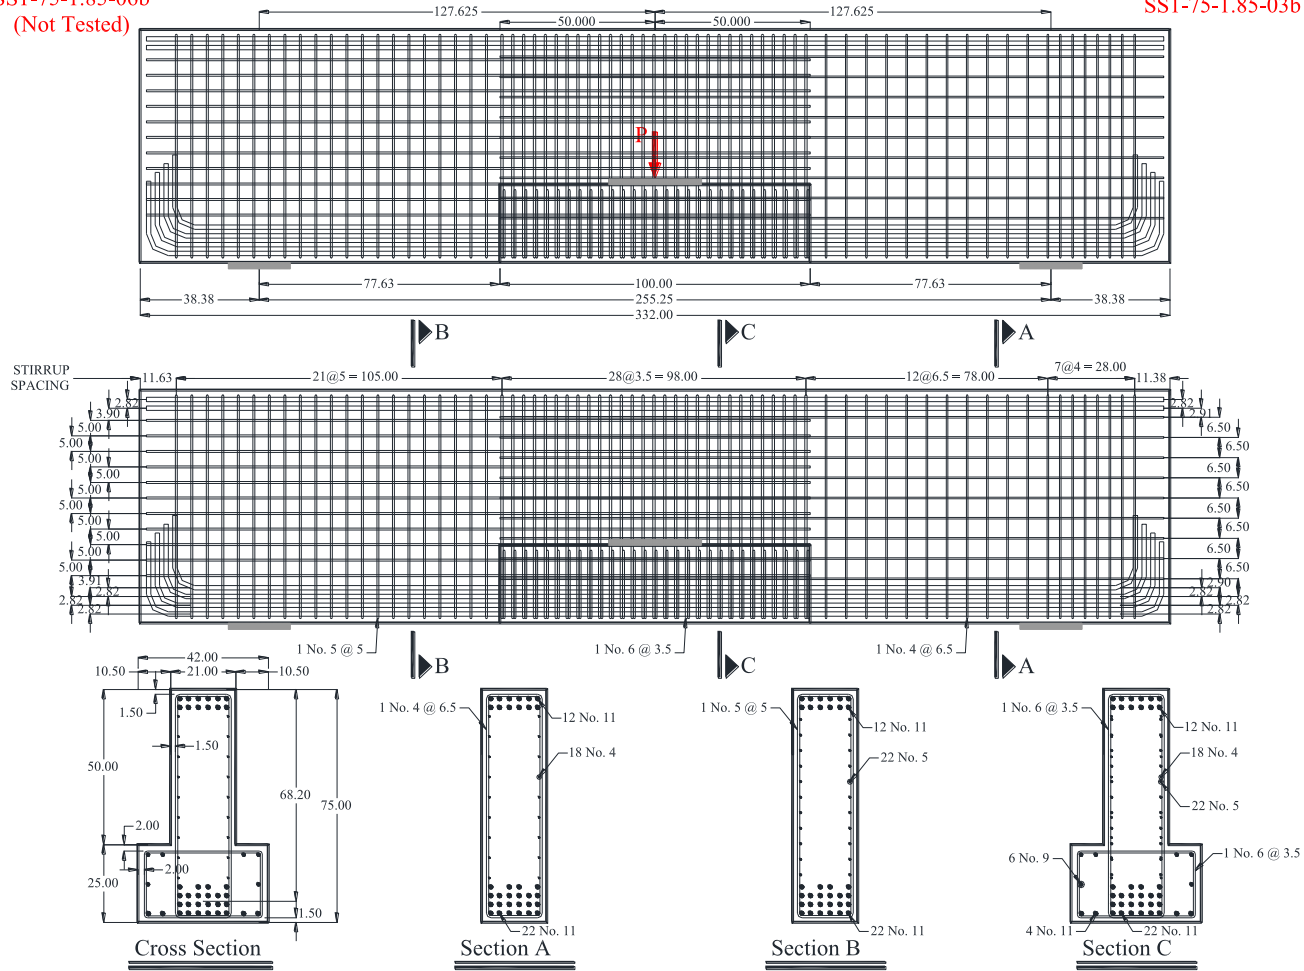 SS1-75-1.85-06b
(Not Tested)
SS1-75-1.85-03b
127.625
127.625
50.000
50.000
P
77.63
100.00
77.63
38.38
255.25
38.38
332.00
B
C
A
STIRRUP
SPACING
11.63
21@5 = 105.00
28@3.5 = 98.00
12@6.5 = 78.00
7@4 = 28.00
11.38
2.82
3.90
5.00
5.00
5.00
5.00
5.00
5.00
5.00
5.00
5.00
5.00
3.91
2.82
2.82
2.82
2.82
2.91
6.50
6.50
6.50
6.50
6.50
6.50
6.50
6.50
2.90
2.82
2.82
2.82
1 No. 5 @ 5
1 No. 6 @ 3.5
1 No. 4 @ 6.5
B
C
A
42.00
10.50
21.00
10.50
1.50
1.50
50.00
68.20
75.00
2.00
2.00
25.00
1.50
Cross Section
1 No. 4 @ 6.5
12 No. 11
18 No. 4
22 No. 11
Section A
1 No. 5 @ 5
12 No. 11
22 No. 5
22 No. 11
Section B
1 No. 6 @ 3.5
12 No. 11
18 No. 4
22 No. 5
6 No. 9
1 No. 6 @ 3.5
4 No. 11
22 No. 11
Section C